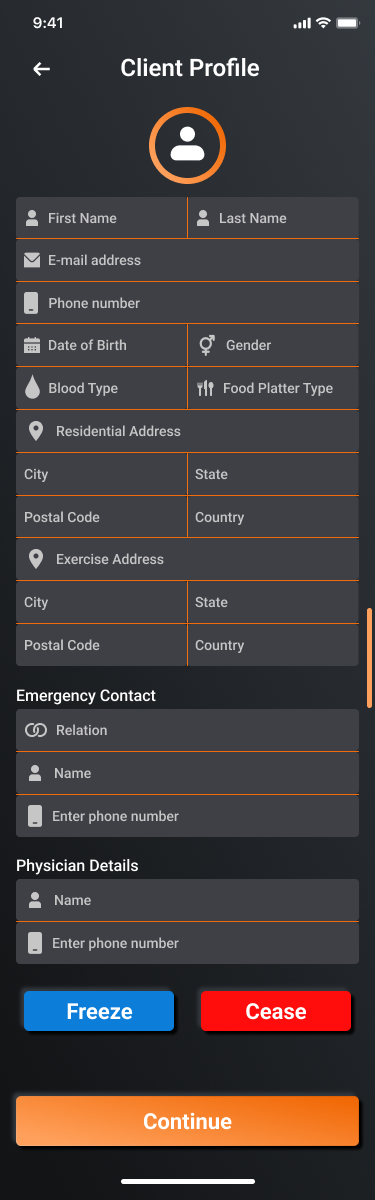 9:41
Client Profile
First Name Last Name
E-mail address
Phone number
Date of Birth Gender
Blood Type Food Platter Type
Residential Address
City State
Postal Code Country
Exercise Address
City State
Postal Code Country
Emergency Contact
Relation
Name
Enter phone number
Physician Details
Name
Enter phone number
Freeze Cease
Continue